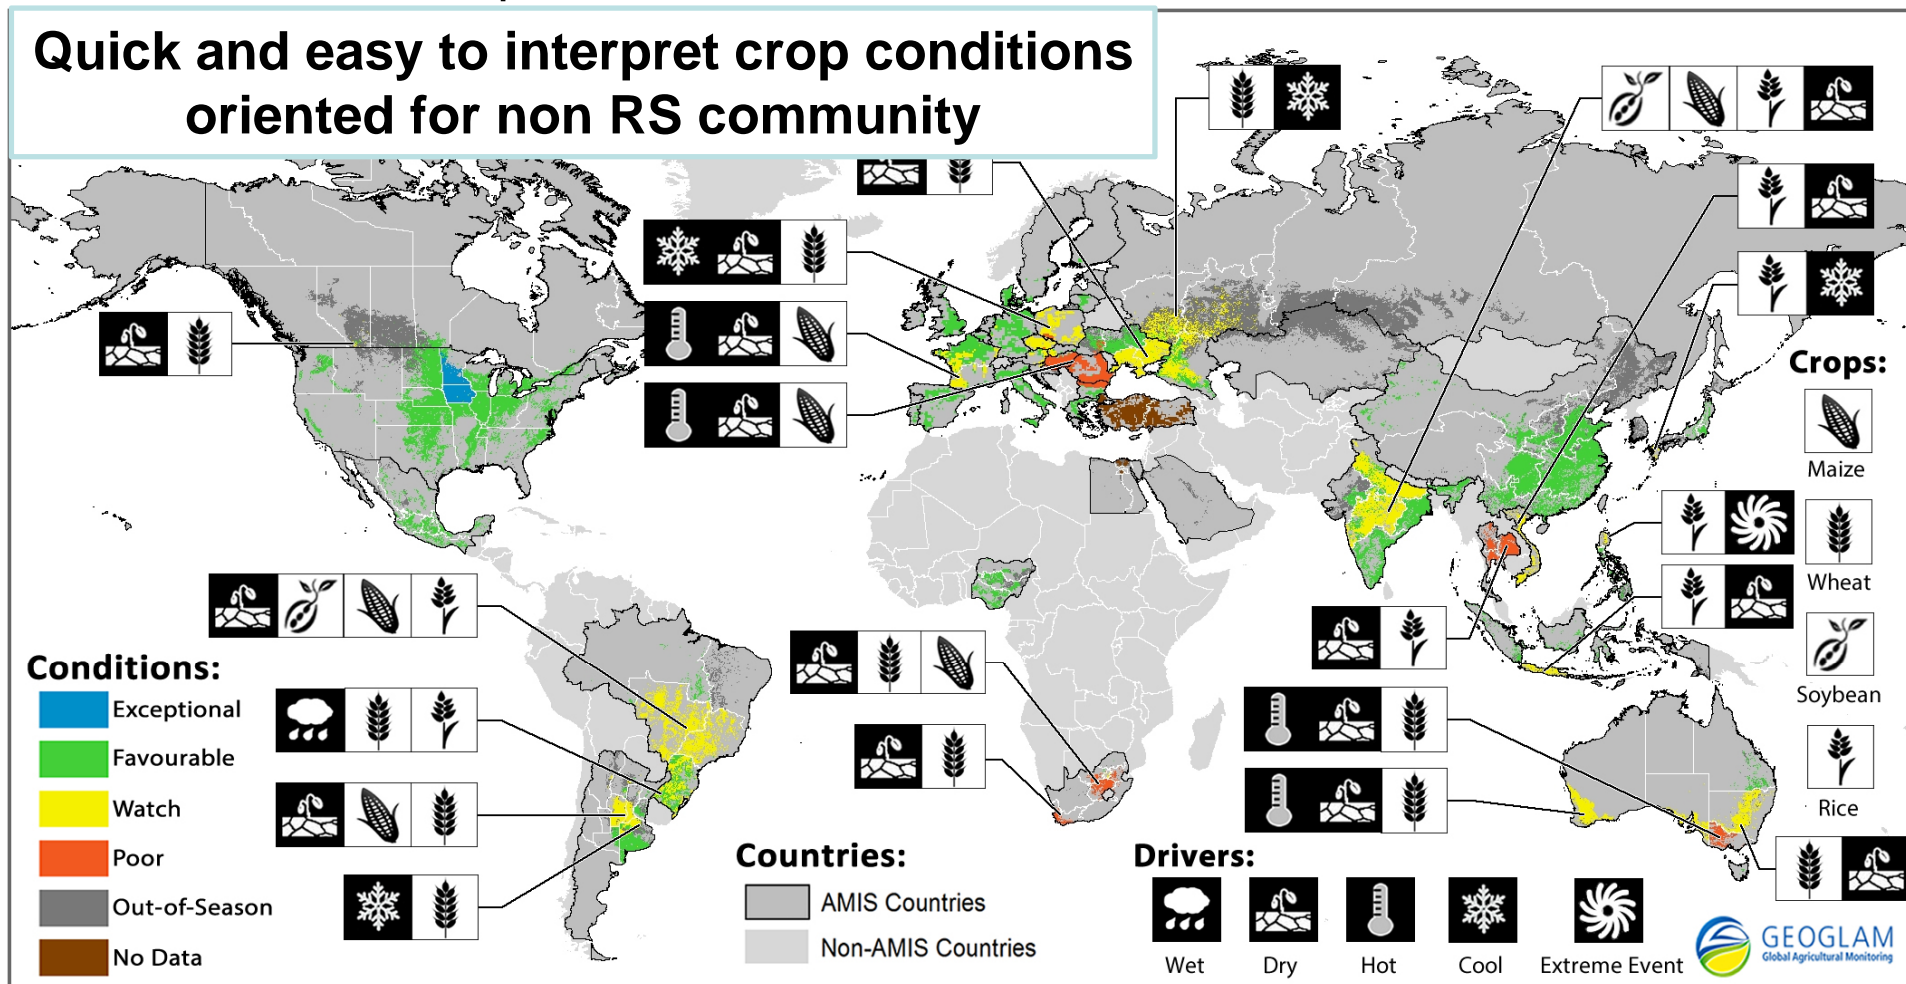 Quick and easy to interpret crop conditions
oriented for non RS community
Crops:
Maize
Wheat
Soybean
Rice
Conditions:
Exceptional
Favourable
Watch
Poor
Out-of-Season
No Data
Countries:
AMIS Countries
Non-AMIS Countries
Drivers:
Wet
Dry
Hot
Cool
Extreme Event
GEOGLAM
Global Agricultural Monitoring